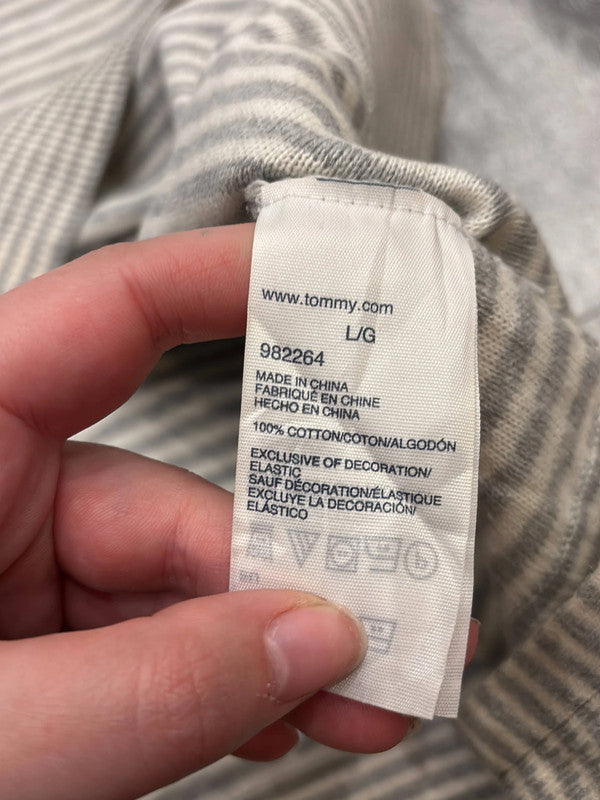 www.tommy.com
L/G
982264
MADE IN CHINA
FABRIQUÉ EN CHINE
HECHO EN CHINA
100% COTTON/COTON/ALGODÓN
EXCLUSIVE OF DECORATION/
ELASTIC
SAUF DÉCORATION/ÉLASTIQUE
EXCLUYE LA DECORACIÓN/
ELÁSTICO